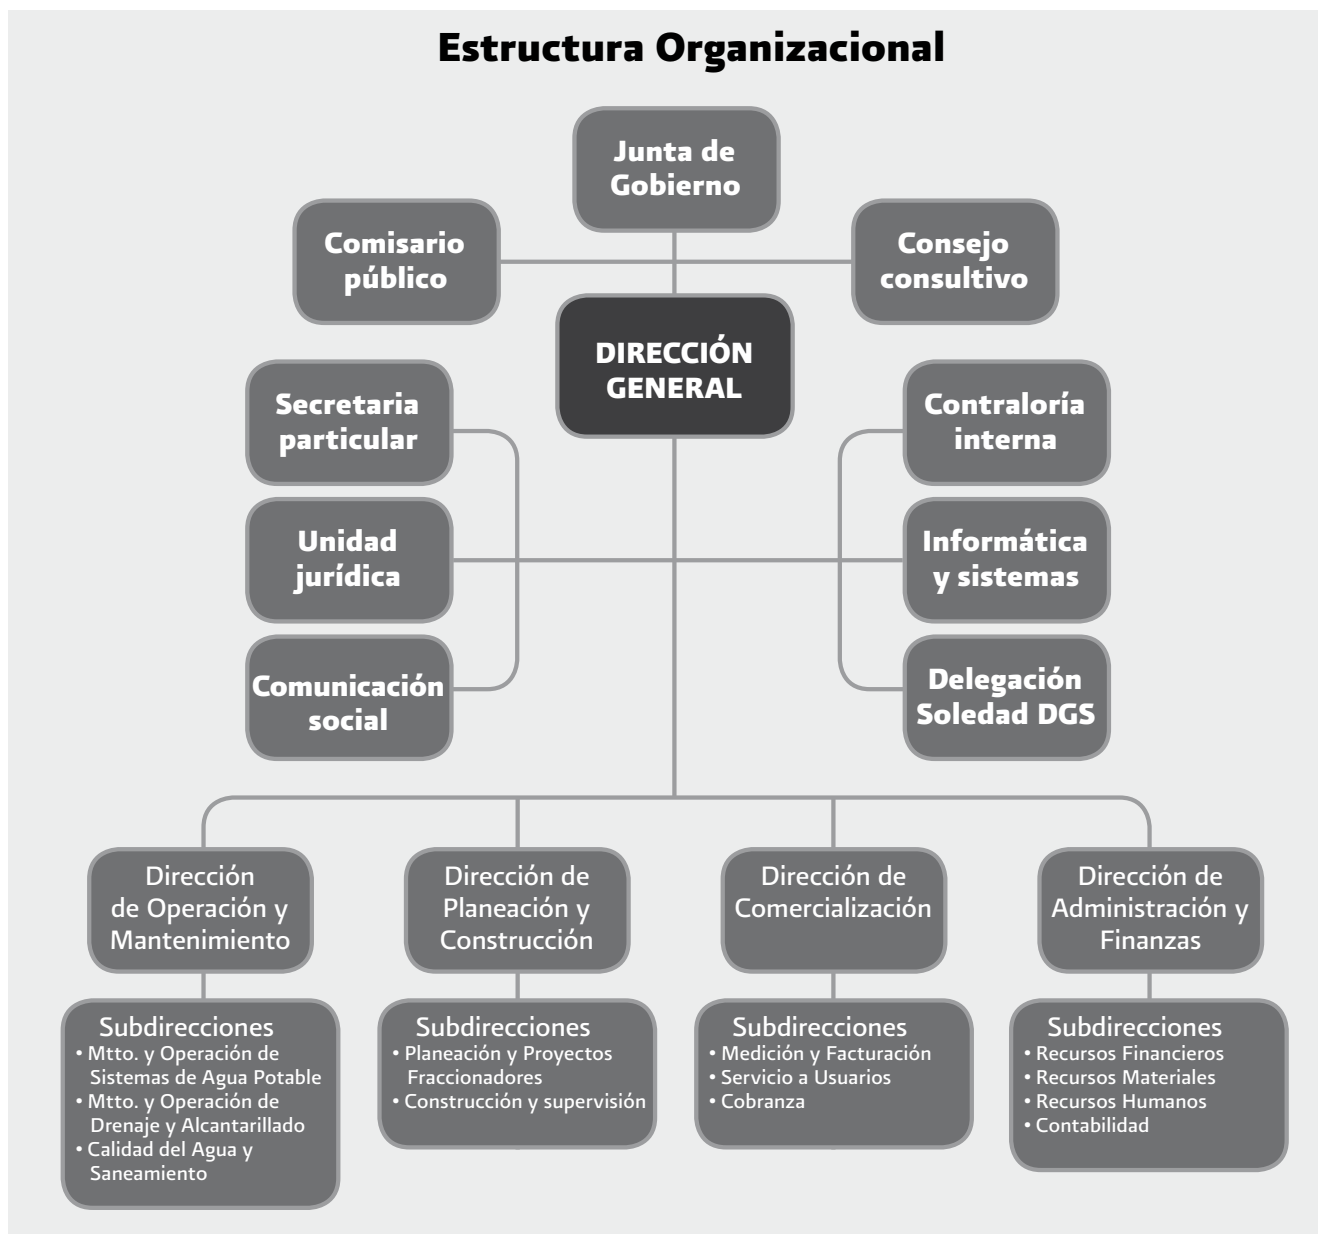 Estructura Organizacional
Junta de
Gobierno
Comisario
público
Consejo
consultivo
DIRECCIÓN
GENERAL
Secretaria
particular
Contraloría
interna
Unidad
jurídica
Informática
y sistemas
Comunicación
social
Delegación
Soledad DGS
Dirección
de Operación y
Mantenimiento
Dirección de
Planeación y
Construcción
Dirección de
Comercialización
Dirección de
Administración y
Finanzas
Subdirecciones
• Mtto. y Operación de
Sistemas de Agua Potable
• Mtto. y Operación de
Drenaje y Alcantarillado
• Calidad del Agua y
Saneamiento
Subdirecciones
• Planeación y Proyectos
Fraccionadores
• Construcción y supervisión
Subdirecciones
• Medición y Facturación
• Servicio a Usuarios
• Cobranza
Subdirecciones
• Recursos Financieros
• Recursos Materiales
• Recursos Humanos
• Contabilidad